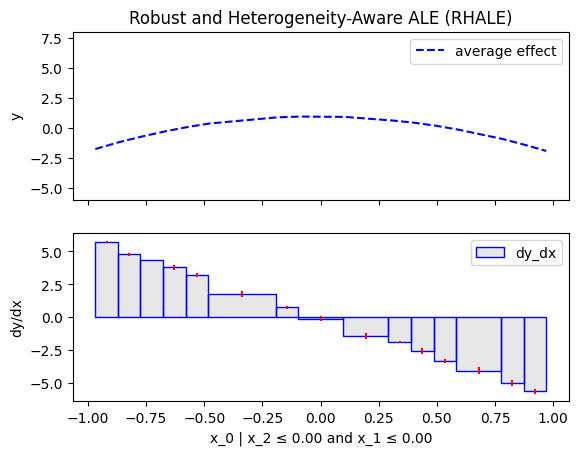 Robust and Heterogeneity-Aware ALE (RHALE)
7.5
5.0
2.5
0.0
−2.5
−5.0
y
average effect
5.0
2.5
0.0
−2.5
−5.0
dy/dx
dy_dx
−1.00 −0.75 −0.50 −0.25 0.00 0.25 0.50 0.75 1.00
x_0 | x_2 ≤ 0.00 and x_1 ≤ 0.00